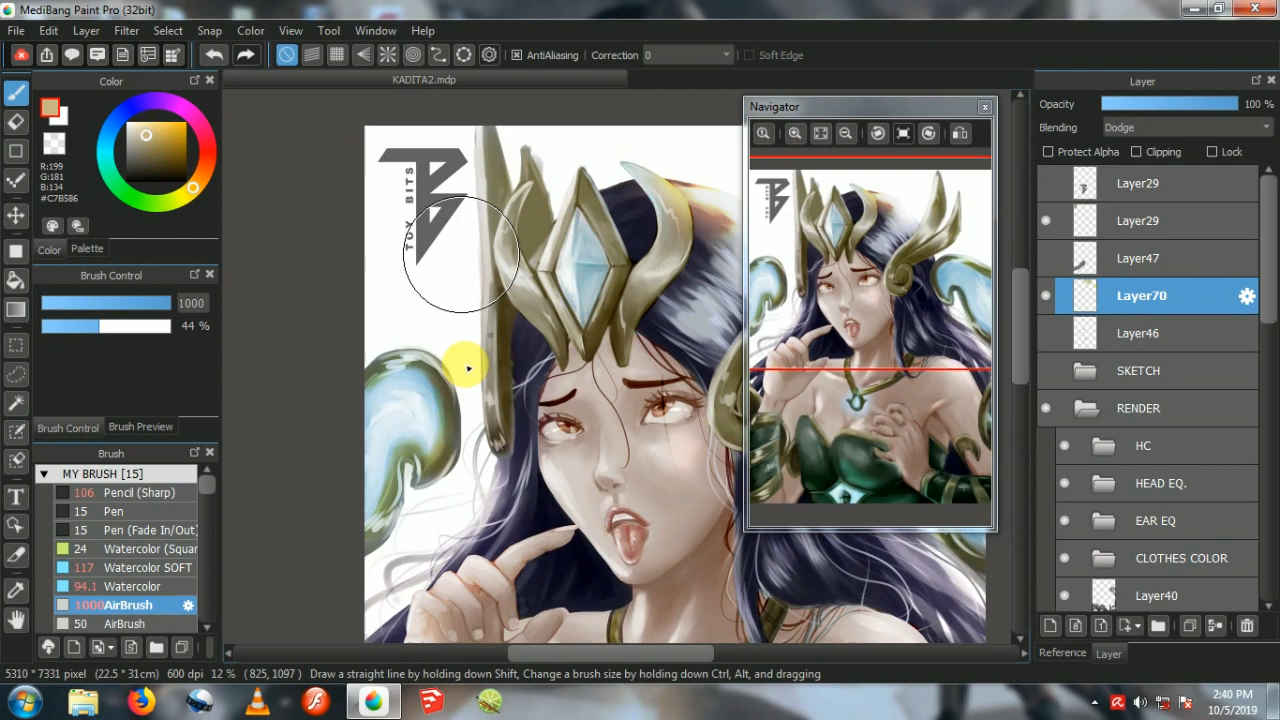 MediBang Paint Pro (32bit)
File Edit Layer Filter Select Snap Color View Tool Window Help
AntiAliasing Correction 0 Soft Edge
Color
R:199
G:181
B:134
#C7B586
Color Palette
Brush Control
1000
44 %
Brush Control Brush Preview
Brush
MY BRUSH [15]
106 Pencil (Sharp)
15 Pen
15 Pen (Fade In/Out)
24 Watercolor (Squar
117 Watercolor SOFT
94.1 Watercolor
1000 AirBrush
50 AirBrush
KADITA2.mdp
TOY BITS
Navigator
TOY BITS
Layer
Opacity 100 %
Blending Dodge
Protect Alpha Clipping Lock
Layer29
Layer29
Layer47
Layer70
Layer46
SKETCH
RENDER
HC
HEAD EQ.
EAR EQ
CLOTHES COLOR
Layer40
Reference Layer
5310 * 7331 pixel (22.5 * 31cm) 600 dpi 12 % ( 825, 1097 ) Draw a straight line by holding down Shift, Change a brush size by holding down Ctrl, Alt, and dragging
2:40 PM
10/5/2019